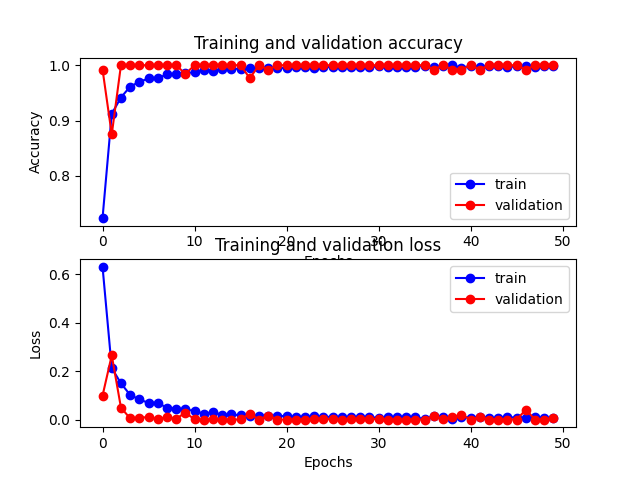 Training and validation accuracy
1.0
0.9
0.8
Accuracy
train
validation
0 10 20 30 40 50
Epochs
Training and validation loss
0.6
0.4
0.2
0.0
Loss
train
validation
0 10 20 30 40 50
Epochs